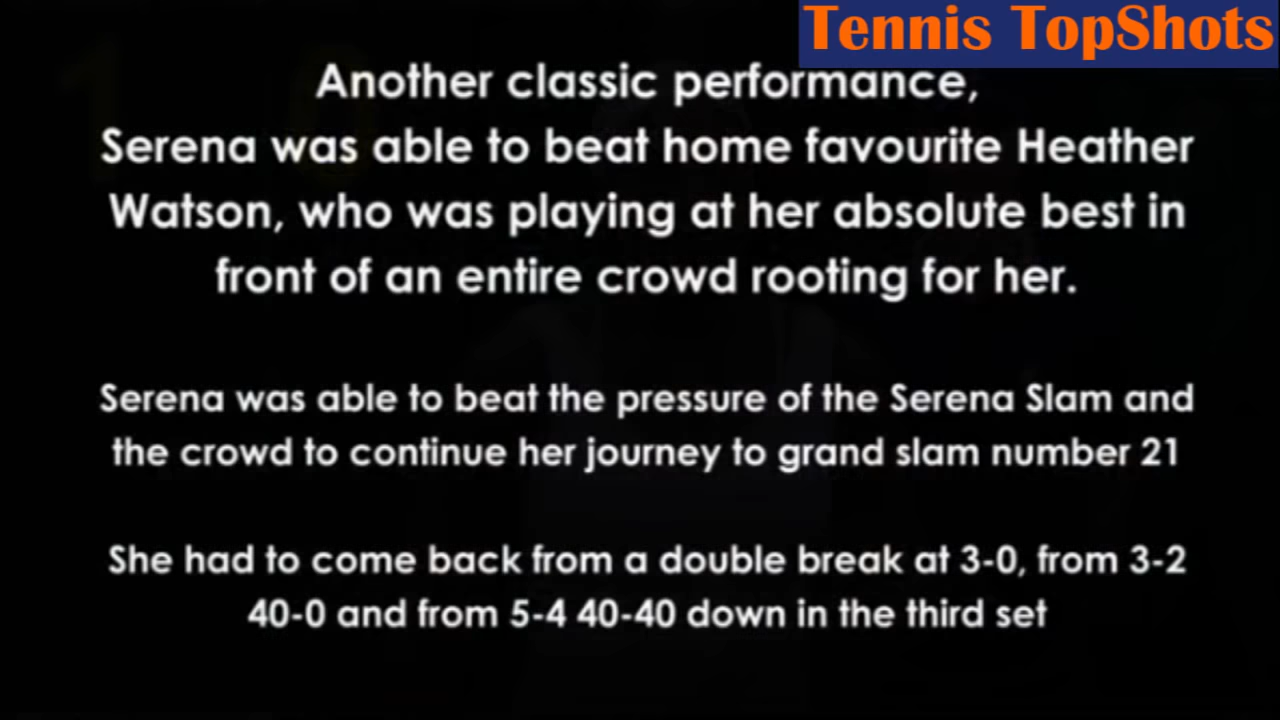 Tennis TopShots
Another classic performance,
Serena was able to beat home favourite Heather
Watson, who was playing at her absolute best in
front of an entire crowd rooting for her.
Serena was able to beat the pressure of the Serena Slam and
the crowd to continue her journey to grand slam number 21
She had to come back from a double break at 3-0, from 3-2
40-0 and from 5-4 40-40 down in the third set